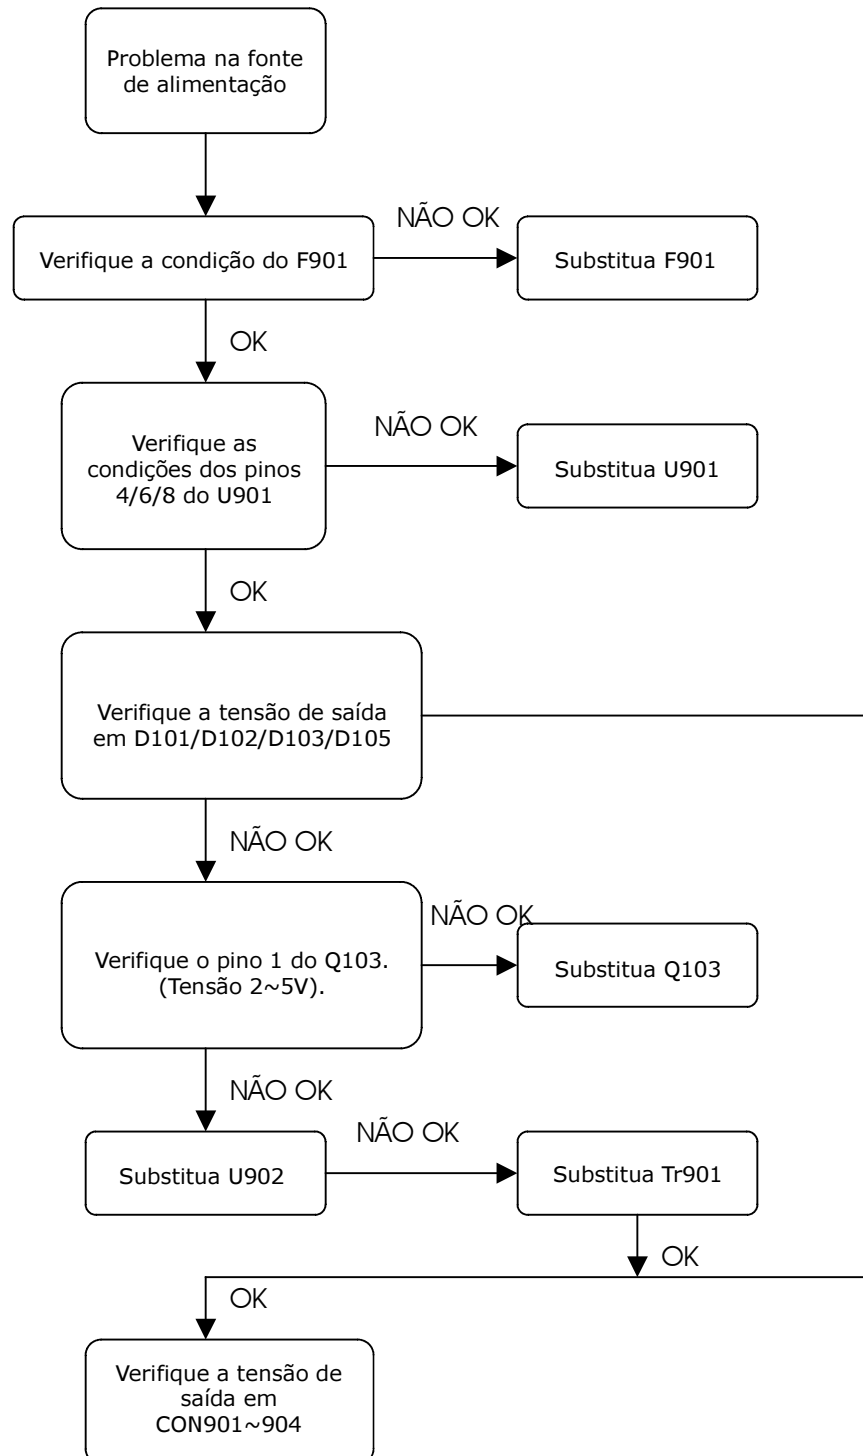 Problema na fonte
de alimentação
NÃO OK
Verifique a condição do F901
Substitua F901
OK
Verifique as
condições dos pinos
4/6/8 do U901
NÃO OK
Substitua U901
OK
Verifique a tensão de saída
em D101/D102/D103/D105
NÃO OK
Verifique o pino 1 do Q103.
(Tensão 2~5V).
NÃO OK
Substitua Q103
NÃO OK
Substitua U902
NÃO OK
Substitua Tr901
OK
OK
Verifique a tensão de
saída em
CON901~904